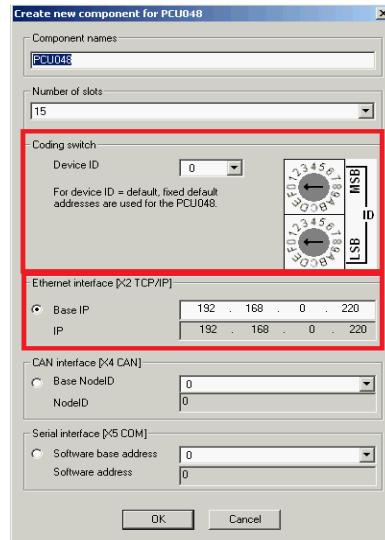 Create new component for PCU048
Component names
PCU048
Number of slots
15
Coding switch
Device ID
0
For device ID = default, fixed default
addresses are used for the PCU048.
MSB
ID
LSB
Ethernet interface [X2 TCP/IP]
Base IP
192 . 168 . 0 . 220
IP
192 . 168 . 0 . 220
CAN interface [X4 CAN]
Base NodeID
0
NodeID
0
Serial interface [X5 COM]
Software base address
0
Software address
0
OK
Cancel